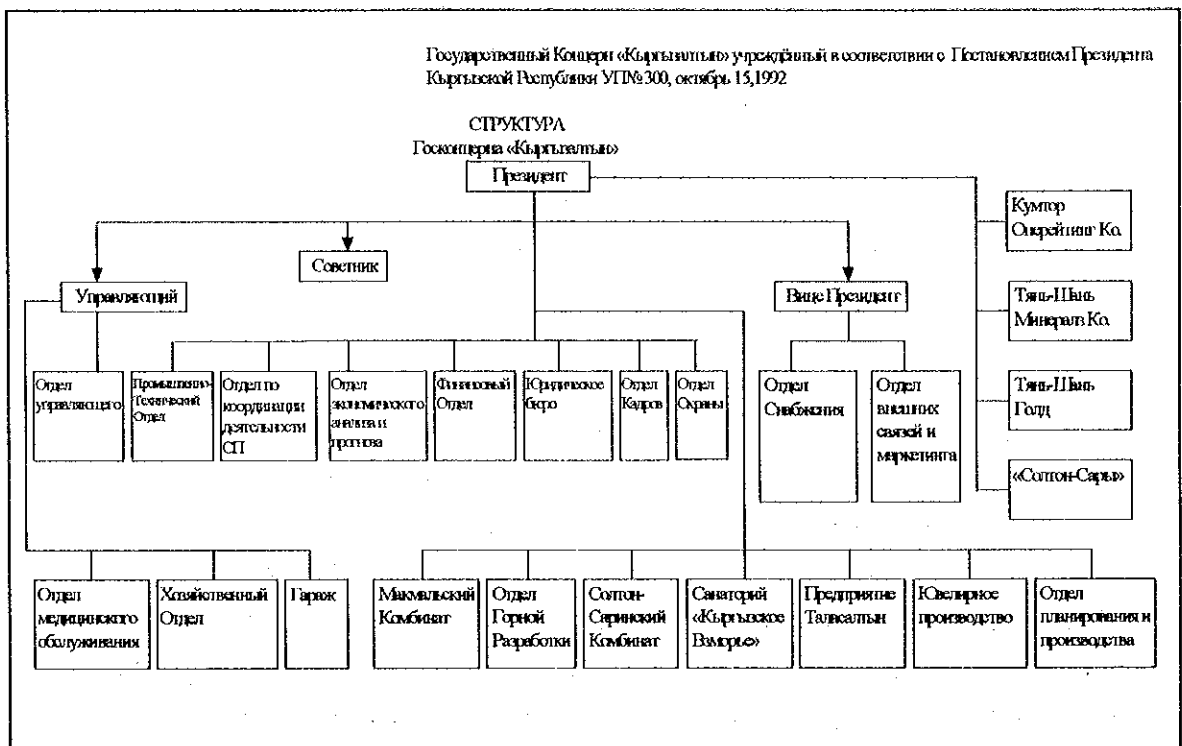 Государственный Концерн «Кыргызалтын» учреждённый в соответствии с Постановлением Президента
Кыргызской Республики УП№300, октябрь 15,1992
СТРУКТУРА
Госконцерна «Кыргызалтын»
Президент
Кумтор
Оперейтинг Ко.
Советник
Управляющий
Вице Президент
Тянь-Шань
Минералз Ко.
Отдел
управляющего
Промышленно-
Технический
Отдел
Отдел по
координации
деятельности
СП
Отдел
экономического
анализа и
прогноза
Финансовый
Отдел
Юридическое
бюро
Отдел
Кадров
Отдел
Охраны
Отдел
Снабжения
Отдел
внешних
связей и
маркетинга
Тянь-Шань
Голд
«Солтон-Сары»
Отдел
медицинского
обслуживания
Хозяйственный
Отдел
Гараж
Макмальский
Комбинат
Отдел
Горной
Разработки
Солтон-
Сяринский
Комбинат
Санаторий
«Кыргызское
Взморье»
Предприятие
Таласалтын
Ювелирное
производство
Отдел
планирования и
производства